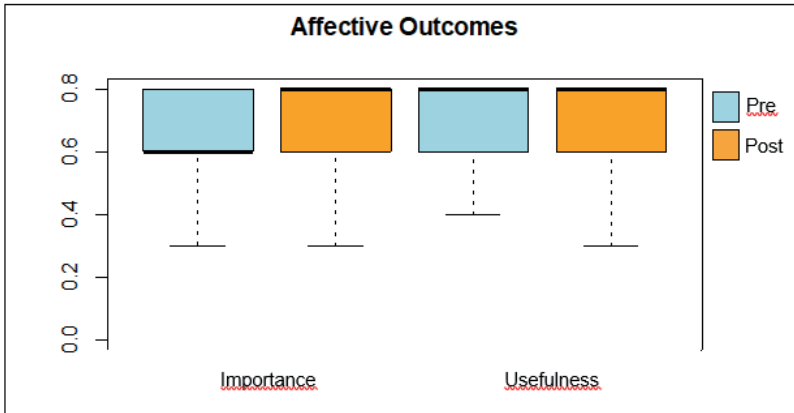 Affective Outcomes
0.8
0.6
0.4
0.2
0.0
Pre
Post
Importance
Usefulness